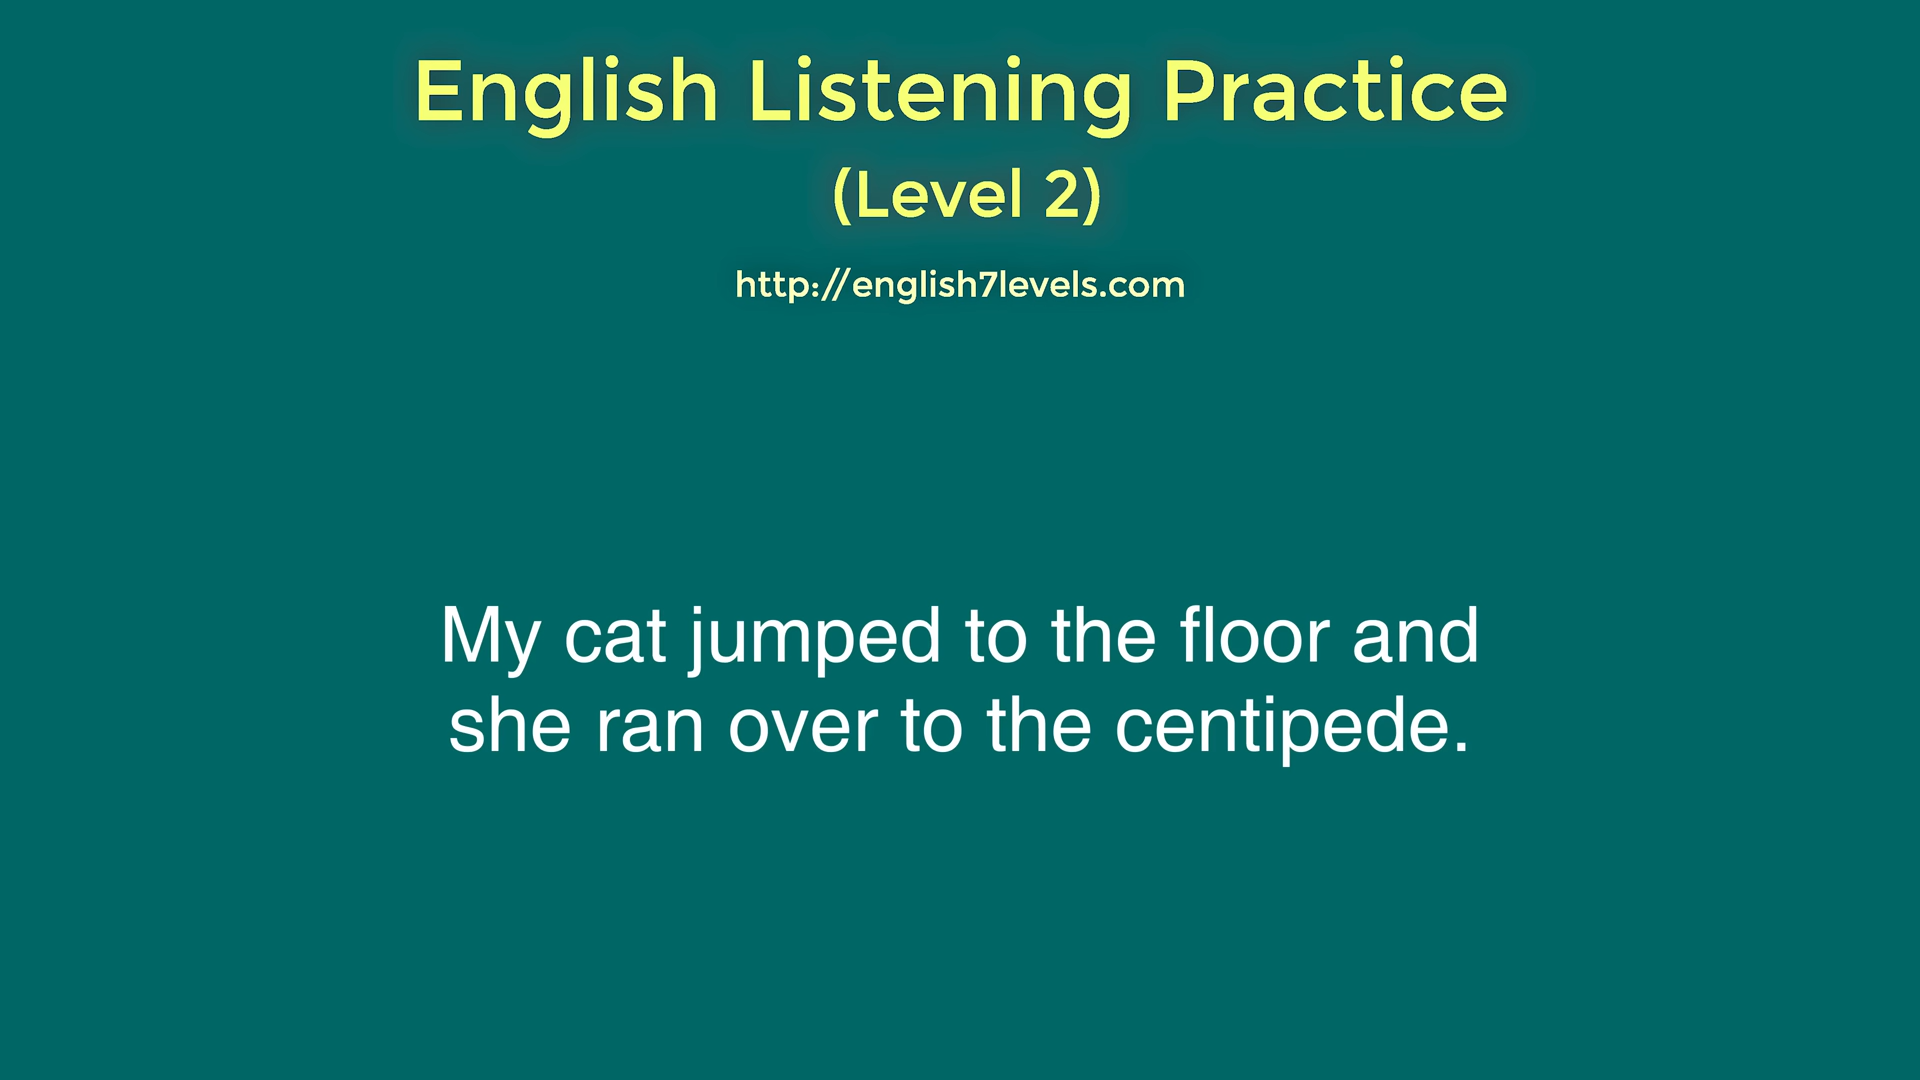 English Listening Practice
(Level 2)
http://english7levels.com
My cat jumped to the floor and
she ran over to the centipede.